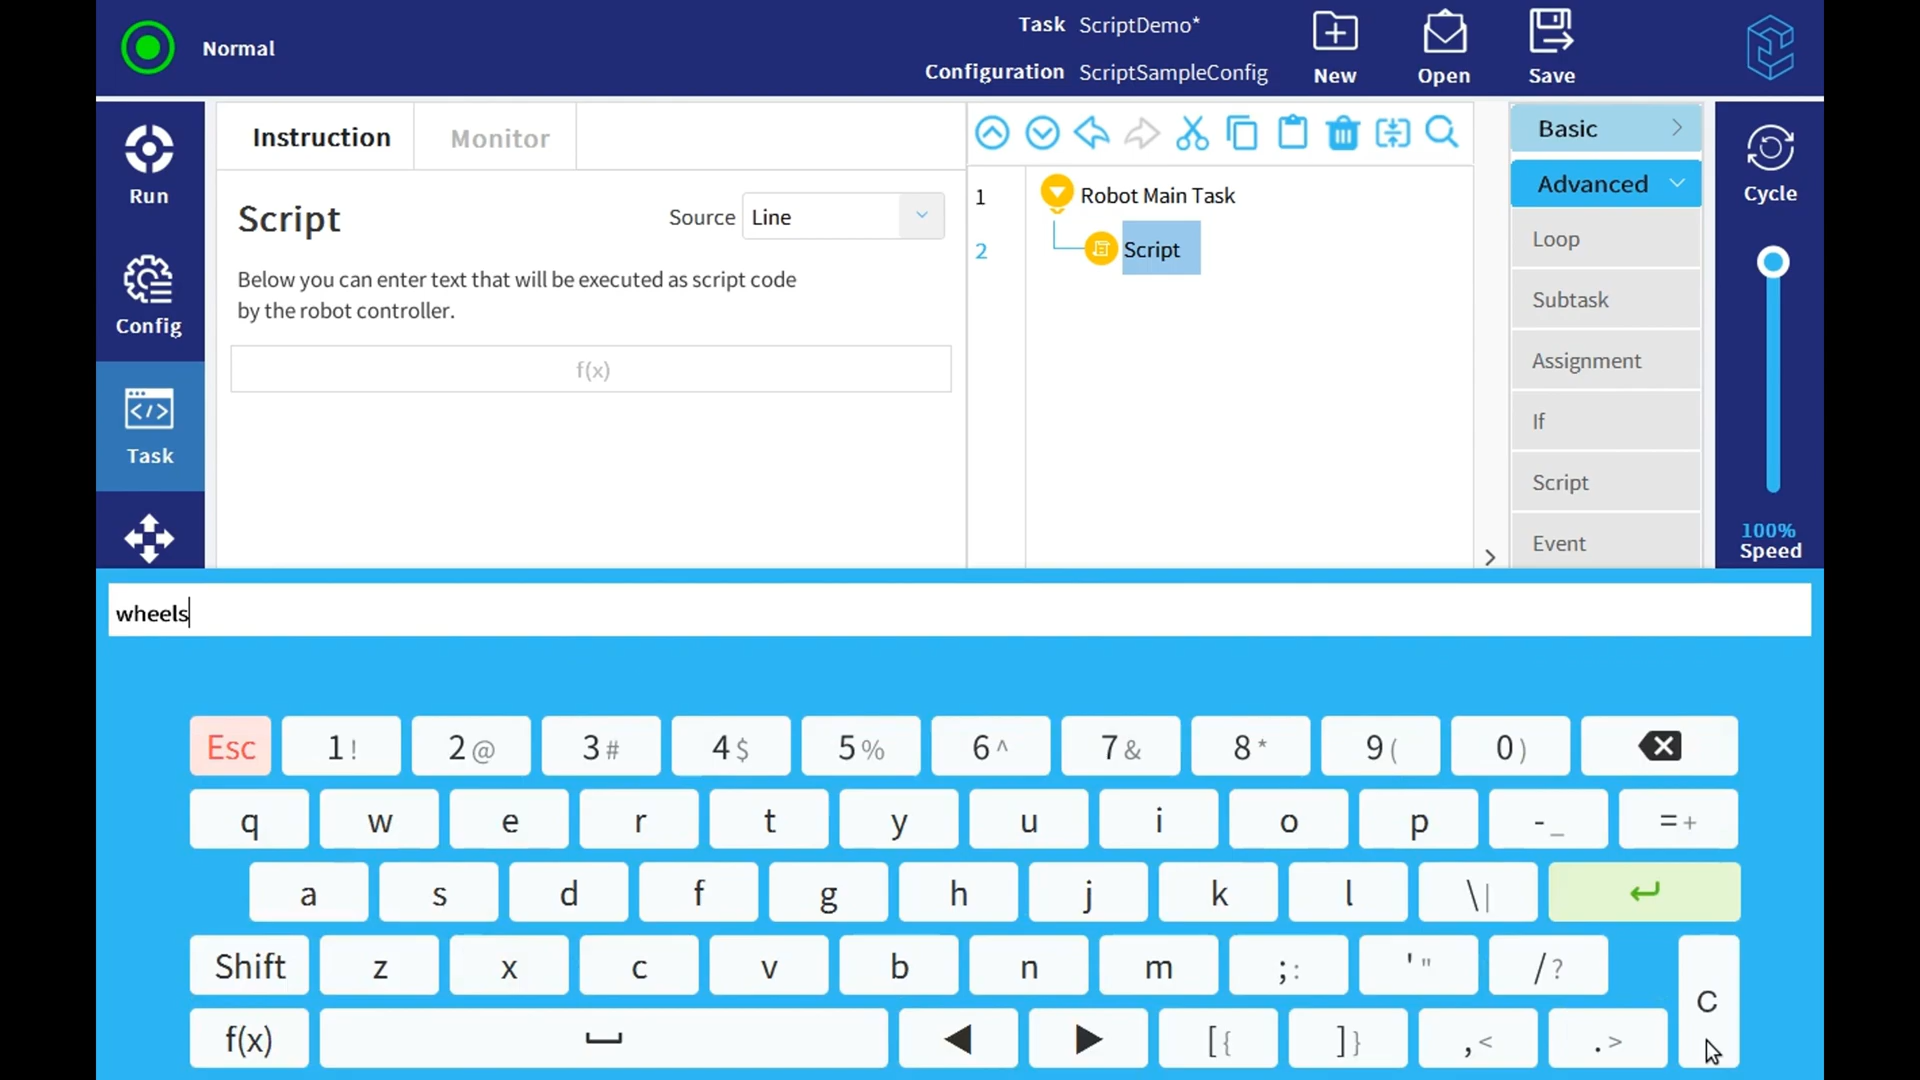 Normal
Task ScriptDemo*
Configuration ScriptSampleConfig
New
Open
Save
Run
Config
Task
Instruction
Monitor
Script
Source Line
Below you can enter text that will be executed as script code
by the robot controller.
f(x)
1 Robot Main Task
2 Script
Basic
Advanced
Loop
Subtask
Assignment
If
Script
Event
Cycle
100%
Speed
wheels
Esc 1 ! 2 @ 3 # 4 $ 5 % 6 ^ 7 & 8 * 9 ( 0 )
q w e r t y u i o p - _ = +
a s d f g h j k l \ |
Shift z x c v b n m ; : ' " / ?
f(x) [ { ] } , < . > C